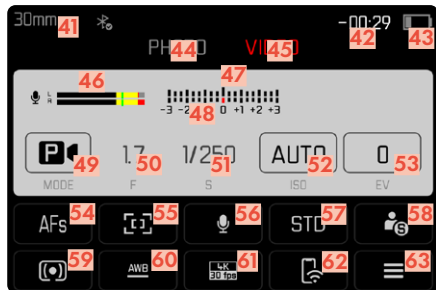 30mm 41 −00:29 42 43
PHOTO 44 VIDEO 45
46 47
L
R
-3 -2 48 0 +1 +2 +3
P 49 1.7 50 1/250 51 AUTO 52 0 53
MODE F S ISO EV
AFs 54 55 56 STD 57 S 58
59 AWB 60 4K 61 62 63
30 fps